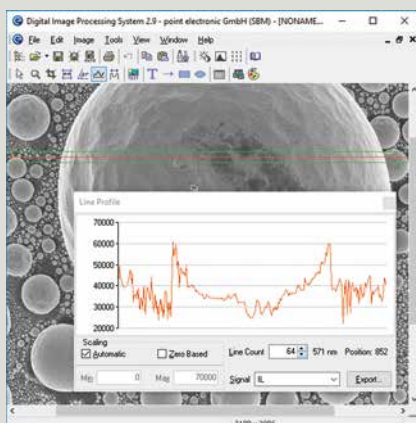 Digital Image Processing System 2.9 - point electronic GmbH (SBM) - [NONAME...
File Edit Image Tools View Window Help
Line Profile
70000
60000
50000
40000
30000
20000
Scaling
Automatic Zero Based Line Count 64 571 nm Position: 852
Min 0 Max 70000 Signal IL Export...